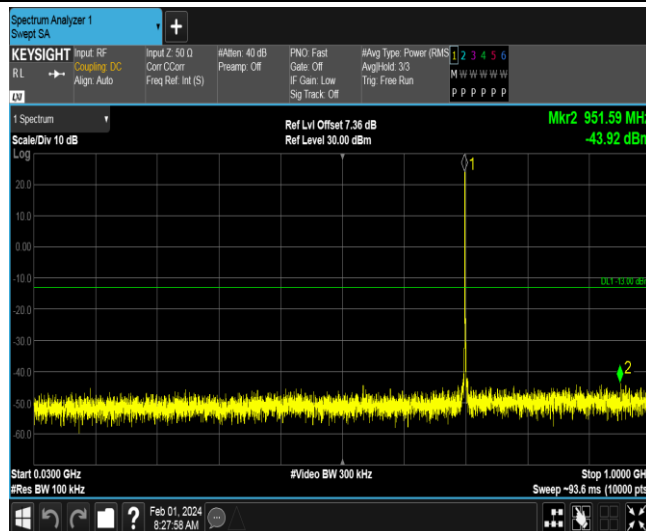 Spectrum Analyzer 1
Swept SA
+
KEYSIGHT
RL
LXI
Input: RF
Coupling: DC
Align: Auto
Input Z: 50 Ω
Corr CCorr
Freq Ref: Int (S)
#Atten: 40 dB
Preamp: Off
PNO: Fast
Gate: Off
IF Gain: Low
Sig Track: Off
#Avg Type: Power (RMS
Avg|Hold: 3/3
Trig: Free Run
1 2 3 4 5 6
M W W W W W
P P P P P P
1 Spectrum
Scale/Div 10 dB
Ref Lvl Offset 7.36 dB
Ref Level 30.00 dBm
Mkr2 951.59 MHz
-43.92 dBm
Log
1
20.0
10.0
0.00
-10.0
DL1 -13.00 dBm
-20.0
-30.0
-40.0
2
-50.0
-60.0
Start 0.0300 GHz
#Video BW 300 kHz
Stop 1.0000 GH
#Res BW 100 kHz
Sweep ~93.6 ms (10000 pts
?
Feb 01, 2024
8:27:58 AM